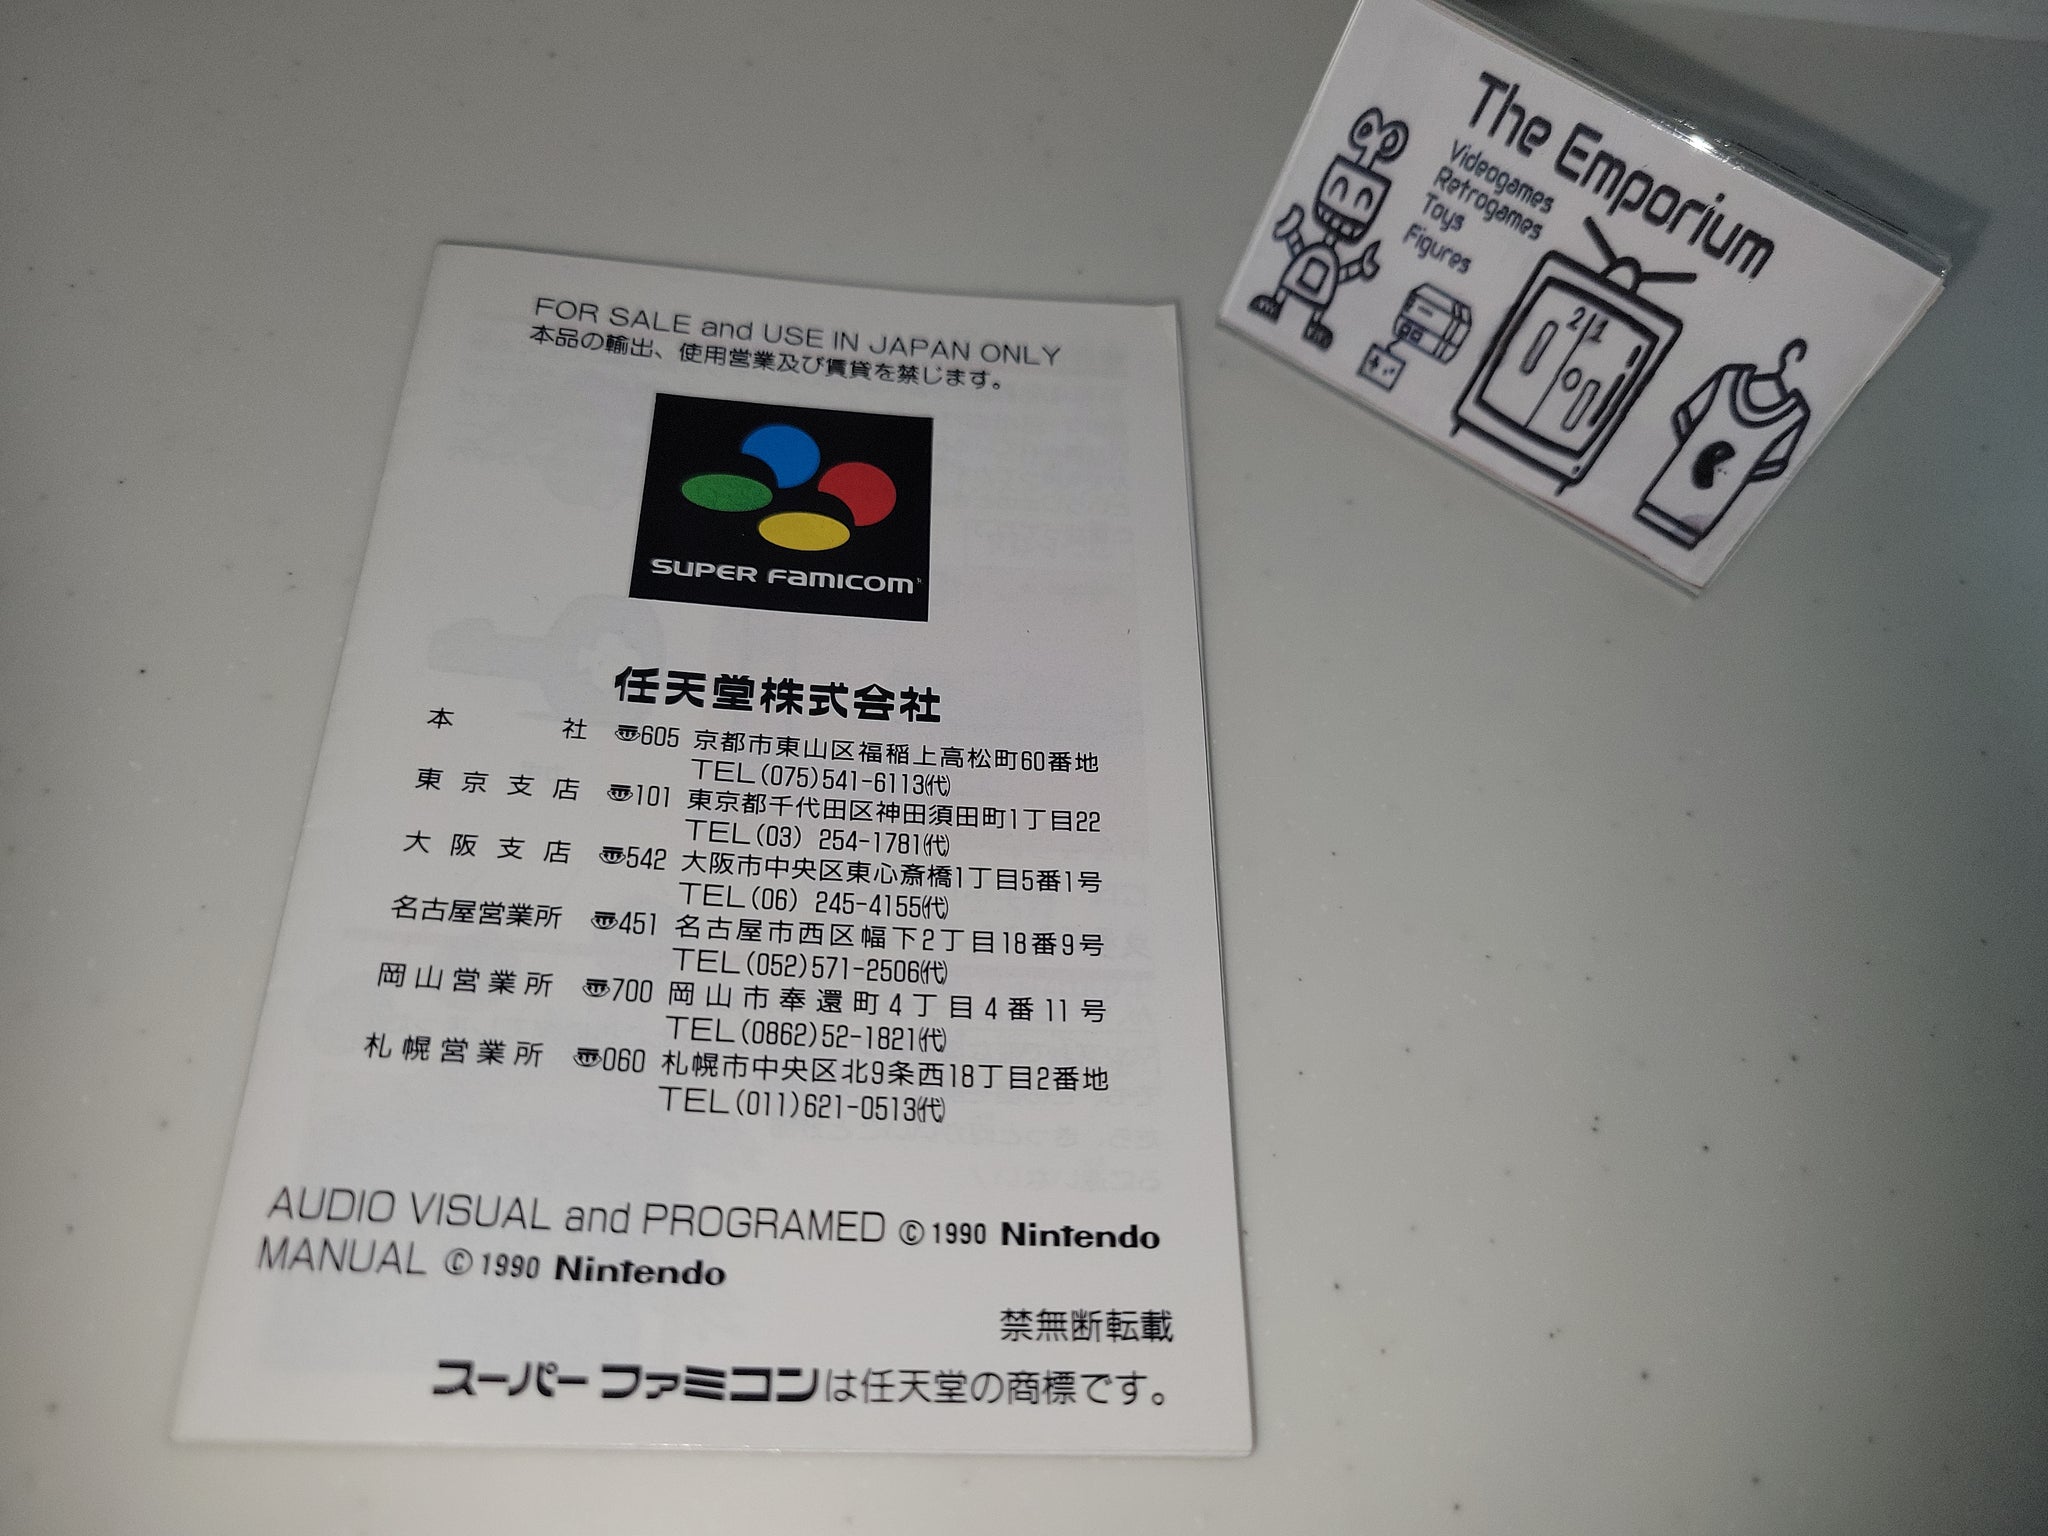 FOR SALE and USE IN JAPAN ONLY
本品の輸出、使用営業及び賃貸を禁じます。
SUPER FAMICOM
任天堂株式会社
本社 〠605 京都市東山区福稲上高松町60番地
TEL(075)541-6113㈹
東京支店 〠101 東京都千代田区神田須田町1丁目22
TEL(03) 254-1781㈹
大阪支店 〠542 大阪市中央区東心斎橋1丁目5番1号
TEL(06) 245-4155㈹
名古屋営業所 〠451 名古屋市西区幅下2丁目18番9号
TEL(052)571-2506㈹
岡山営業所 〠700 岡山市奉還町4丁目4番11号
TEL(0862)52-1821㈹
札幌営業所 〠060 札幌市中央区北9条西18丁目2番地
TEL(011)621-0513㈹
AUDIO VISUAL and PROGRAMED ©1990 Nintendo
MANUAL ©1990 Nintendo
禁無断転載
スーパーファミコンは任天堂の商標です。
The Emporium
Videogames
Retrogames
Toys
Figures
2 1